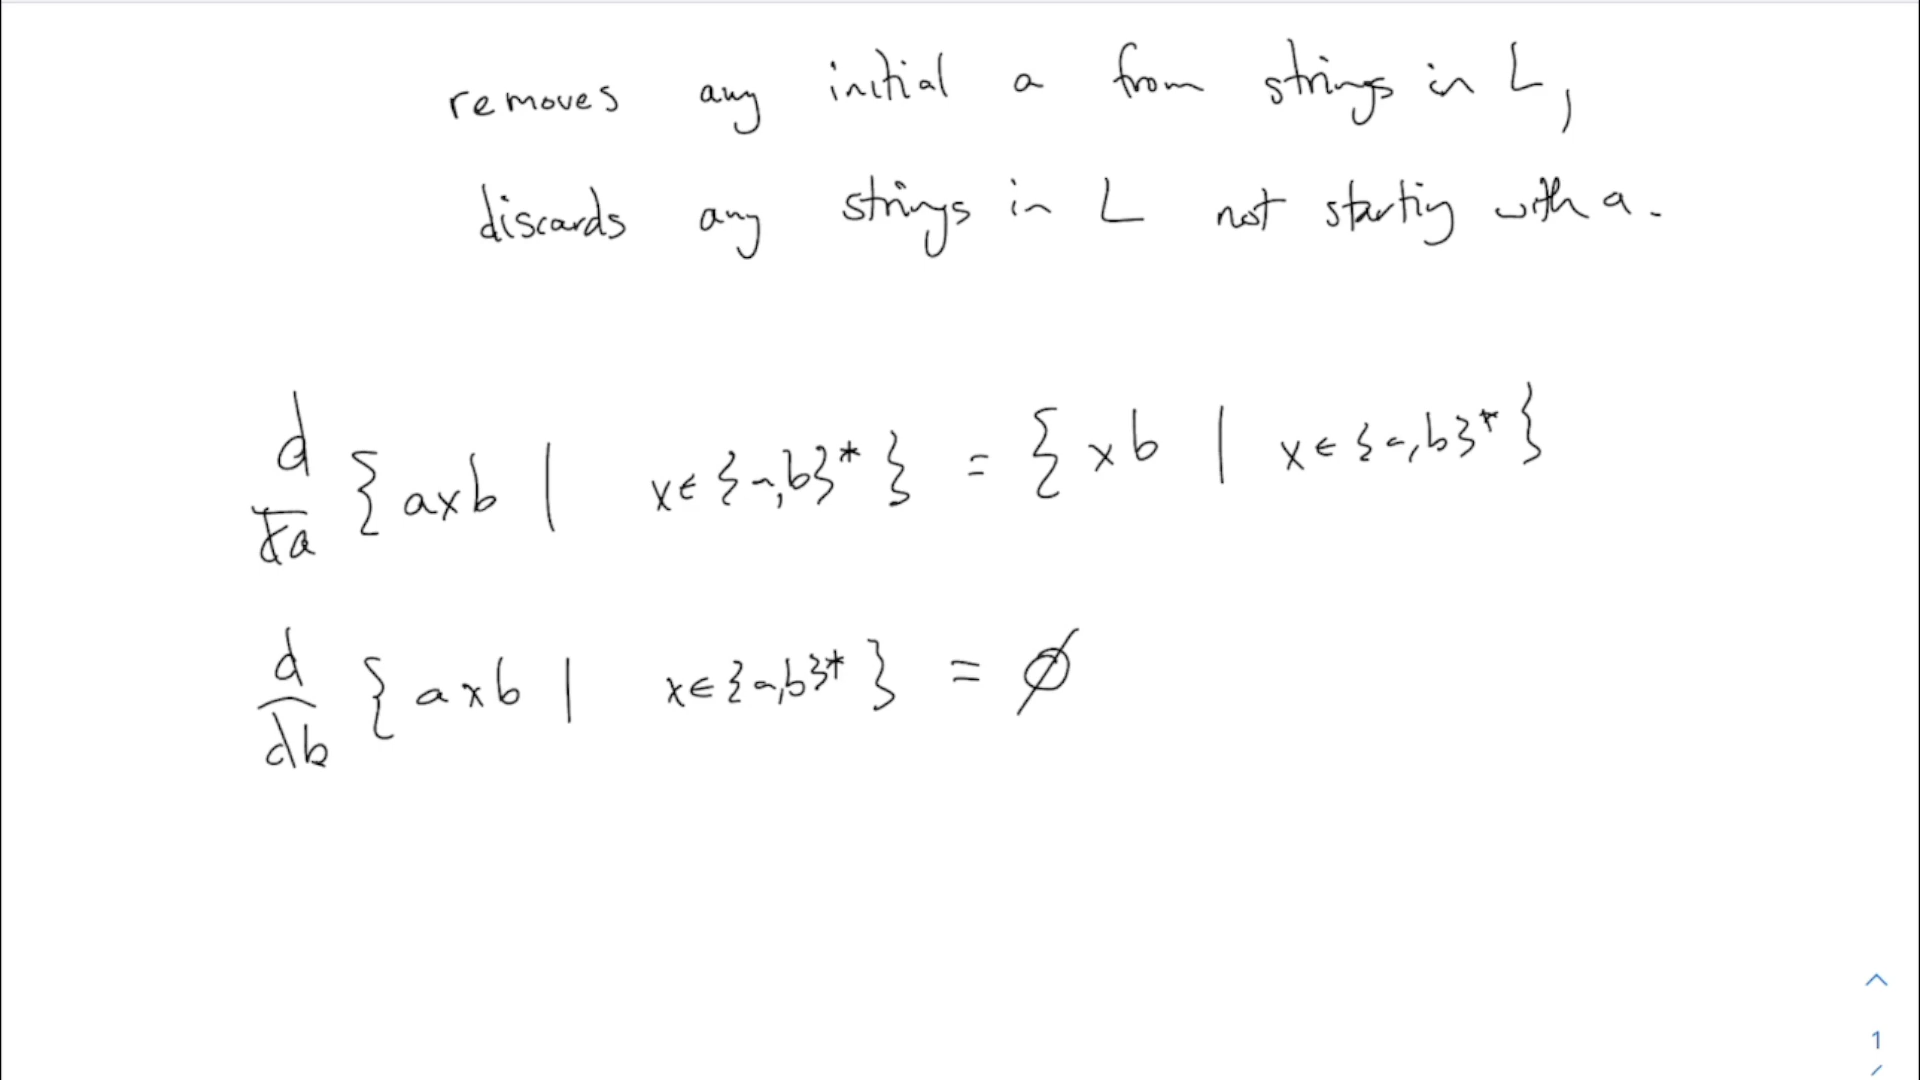 removes any initial a from strings in L,
discards any strings in L not starting with a.
d/da {axb | x∈{a,b}*} = {xb | x∈{a,b}*}
d/db {axb | x∈{a,b}*} = ∅
1